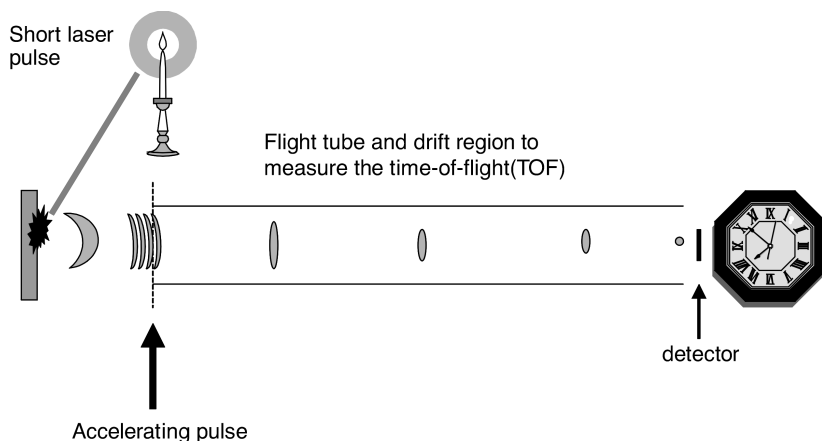 Short laser
pulse
Flight tube and drift region to
measure the time-of-flight(TOF)
detector
Accelerating pulse